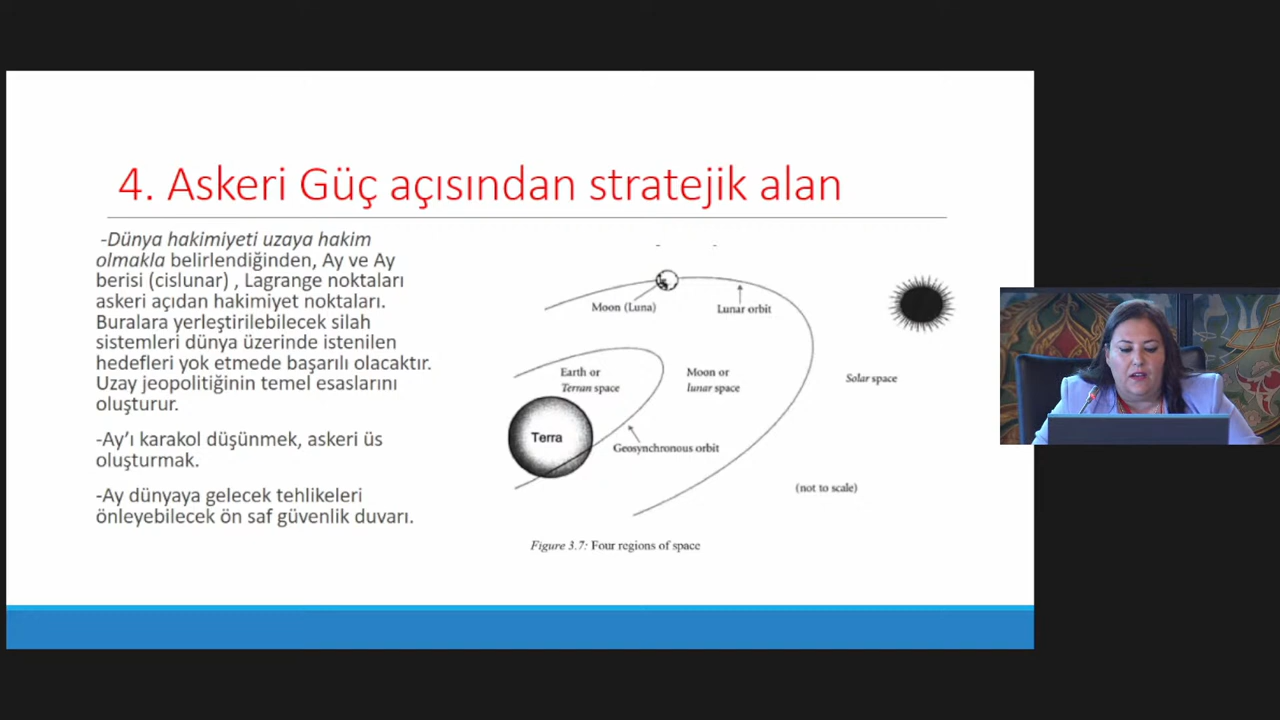 4. Askeri Güç açısından stratejik alan
-Dünya hakimiyeti uzaya hakim
olmakla belirlendiğinden, Ay ve Ay
berisi (cislunar) , Lagrange noktaları
askeri açıdan hakimiyet noktaları.
Buralara yerleştirilebilecek silah
sistemleri dünya üzerinde istenilen
hedefleri yok etmede başarılı olacaktır.
Uzay jeopolitiğinin temel esaslarını
oluşturur.
-Ay’ı karakol düşünmek, askeri üs
oluşturmak.
-Ay dünyaya gelecek tehlikeleri
önleyebilecek ön saf güvenlik duvarı.
Moon (Luna)
Lunar orbit
Earth or
Terran space
Moon or
lunar space
Solar space
Terra
Geosynchronous orbit
(not to scale)
Figure 3.7: Four regions of space